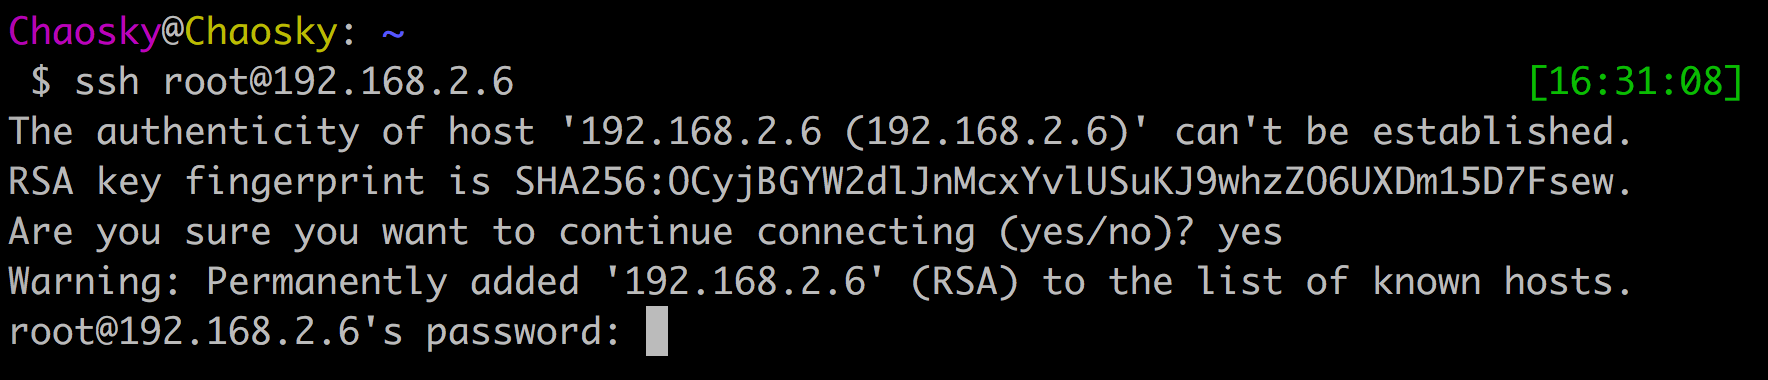 Chaosky@Chaosky: ~
$ ssh root@192.168.2.6 [16:31:08]
The authenticity of host '192.168.2.6 (192.168.2.6)' can't be established.
RSA key fingerprint is SHA256:OCyjBGYW2dlJnMcxYvlUSuKJ9whzZO6UXDm15D7Fsew.
Are you sure you want to continue connecting (yes/no)? yes
Warning: Permanently added '192.168.2.6' (RSA) to the list of known hosts.
root@192.168.2.6's password: